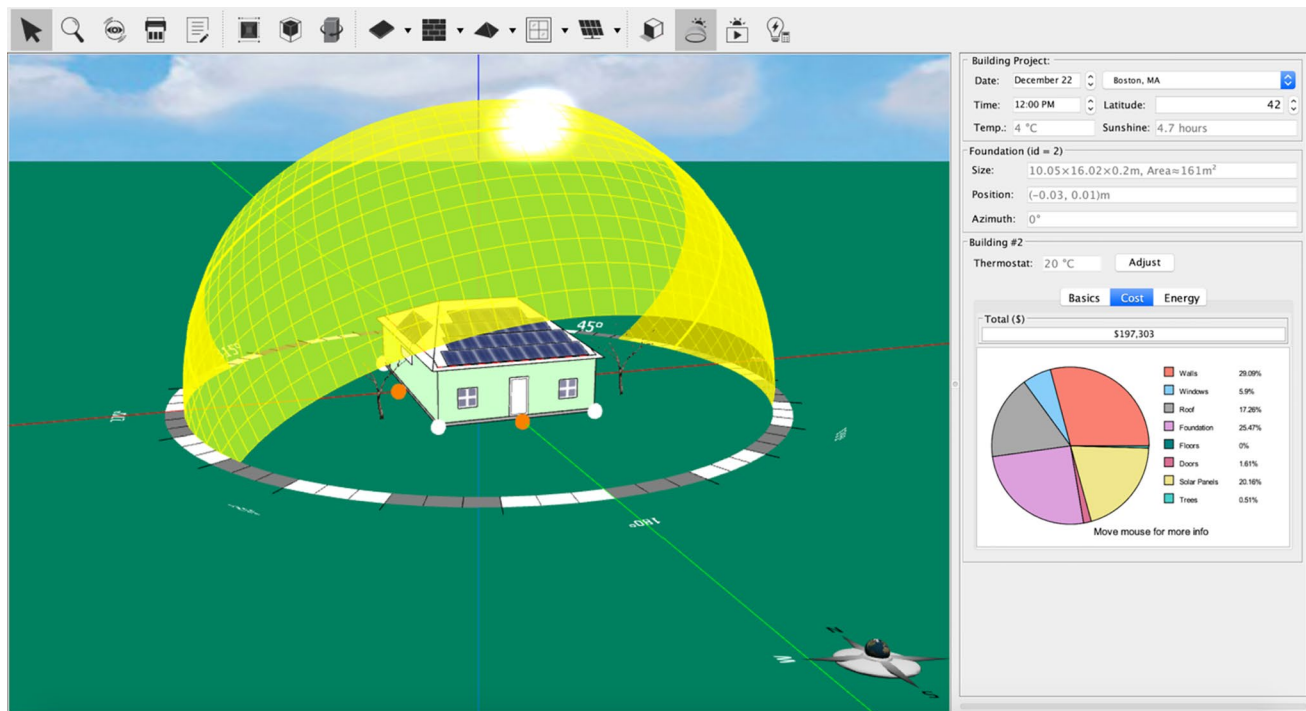 Building Project:
Date: December 22 Boston, MA
Time: 12:00 PM Latitude: 42
Temp.: 4 °C Sunshine: 4.7 hours
Foundation (id = 2)
Size: 10.05×16.02×0.2m, Area≈161m²
Position: (-0.03, 0.01)m
Azimuth: 0°
Building #2
Thermostat: 20 °C Adjust
Basics Cost Energy
Total ($)
$197,303
Walls 29.09%
Windows 5.9%
Roof 17.26%
Foundation 25.47%
Floors 0%
Doors 1.61%
Solar Panels 20.16%
Trees 0.51%
Move mouse for more info
45°
180°
W
S